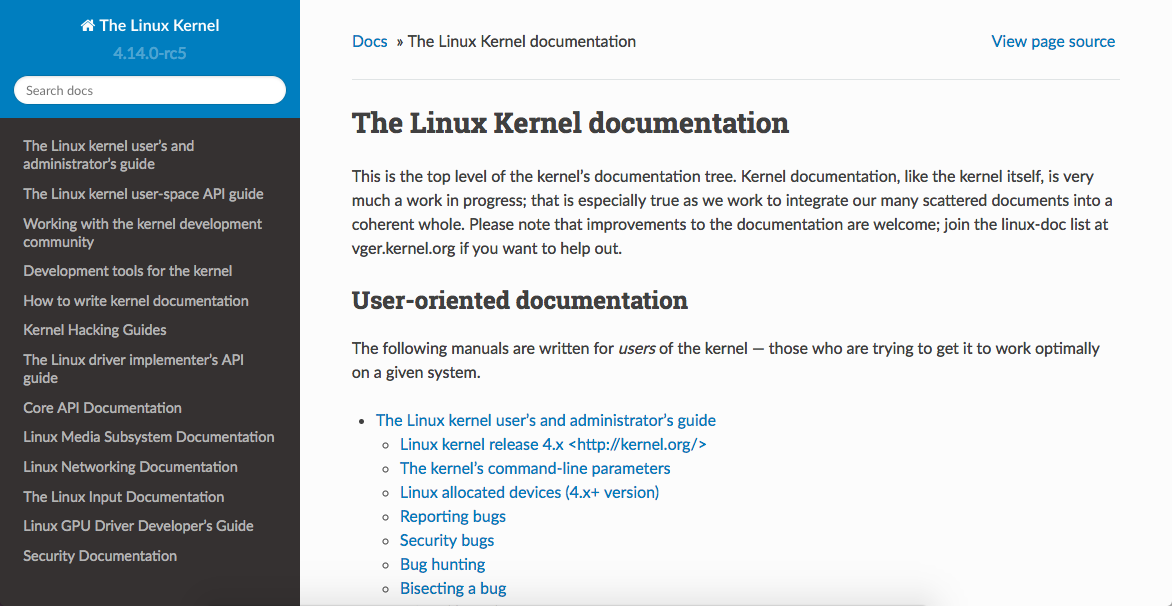 The Linux Kernel
4.14.0-rc5
Search docs
The Linux kernel user's and
administrator's guide
The Linux kernel user-space API guide
Working with the kernel development
community
Development tools for the kernel
How to write kernel documentation
Kernel Hacking Guides
The Linux driver implementer's API
guide
Core API Documentation
Linux Media Subsystem Documentation
Linux Networking Documentation
The Linux Input Documentation
Linux GPU Driver Developer's Guide
Security Documentation
Docs » The Linux Kernel documentation
View page source
The Linux Kernel documentation
This is the top level of the kernel's documentation tree. Kernel documentation, like the kernel itself, is very
much a work in progress; that is especially true as we work to integrate our many scattered documents into a
coherent whole. Please note that improvements to the documentation are welcome; join the linux-doc list at
vger.kernel.org if you want to help out.
User-oriented documentation
The following manuals are written for users of the kernel — those who are trying to get it to work optimally
on a given system.
• The Linux kernel user's and administrator's guide
◦ Linux kernel release 4.x <http://kernel.org/>
◦ The kernel's command-line parameters
◦ Linux allocated devices (4.x+ version)
◦ Reporting bugs
◦ Security bugs
◦ Bug hunting
◦ Bisecting a bug